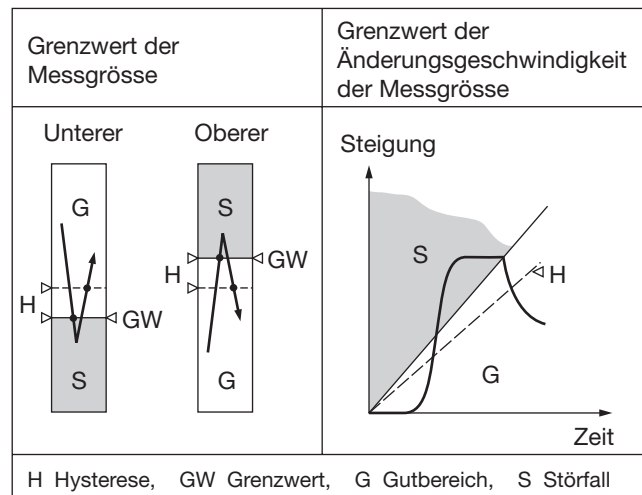 Grenzwert der
Messgrösse
Grenzwert der
Änderungsgeschwindigkeit
der Messgrösse
Unterer
Oberer
G
H
GW
S
S
GW
H
G
Steigung
S
H
G
Zeit
H Hysterese, GW Grenzwert, G Gutbereich, S Störfall